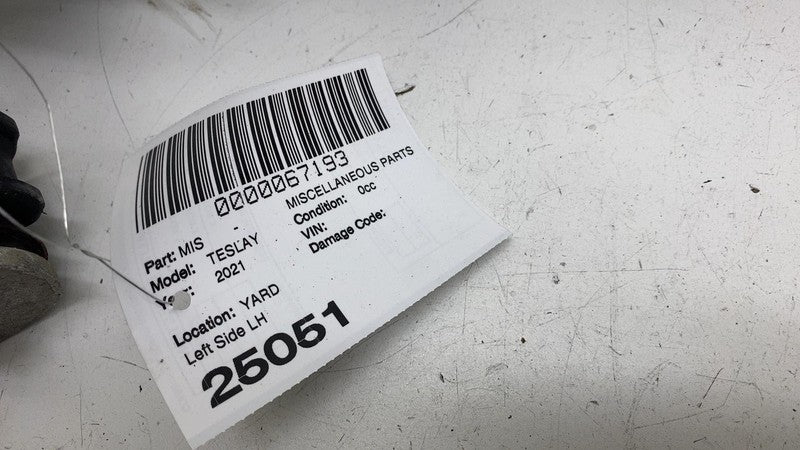 0000067193
Part: MIS - MISCELLANEOUS PARTS
Model: TESLAY Condition: 0cc
Year: 2021 VIN:
Damage Code:
Location: YARD
Left Side LH
25051